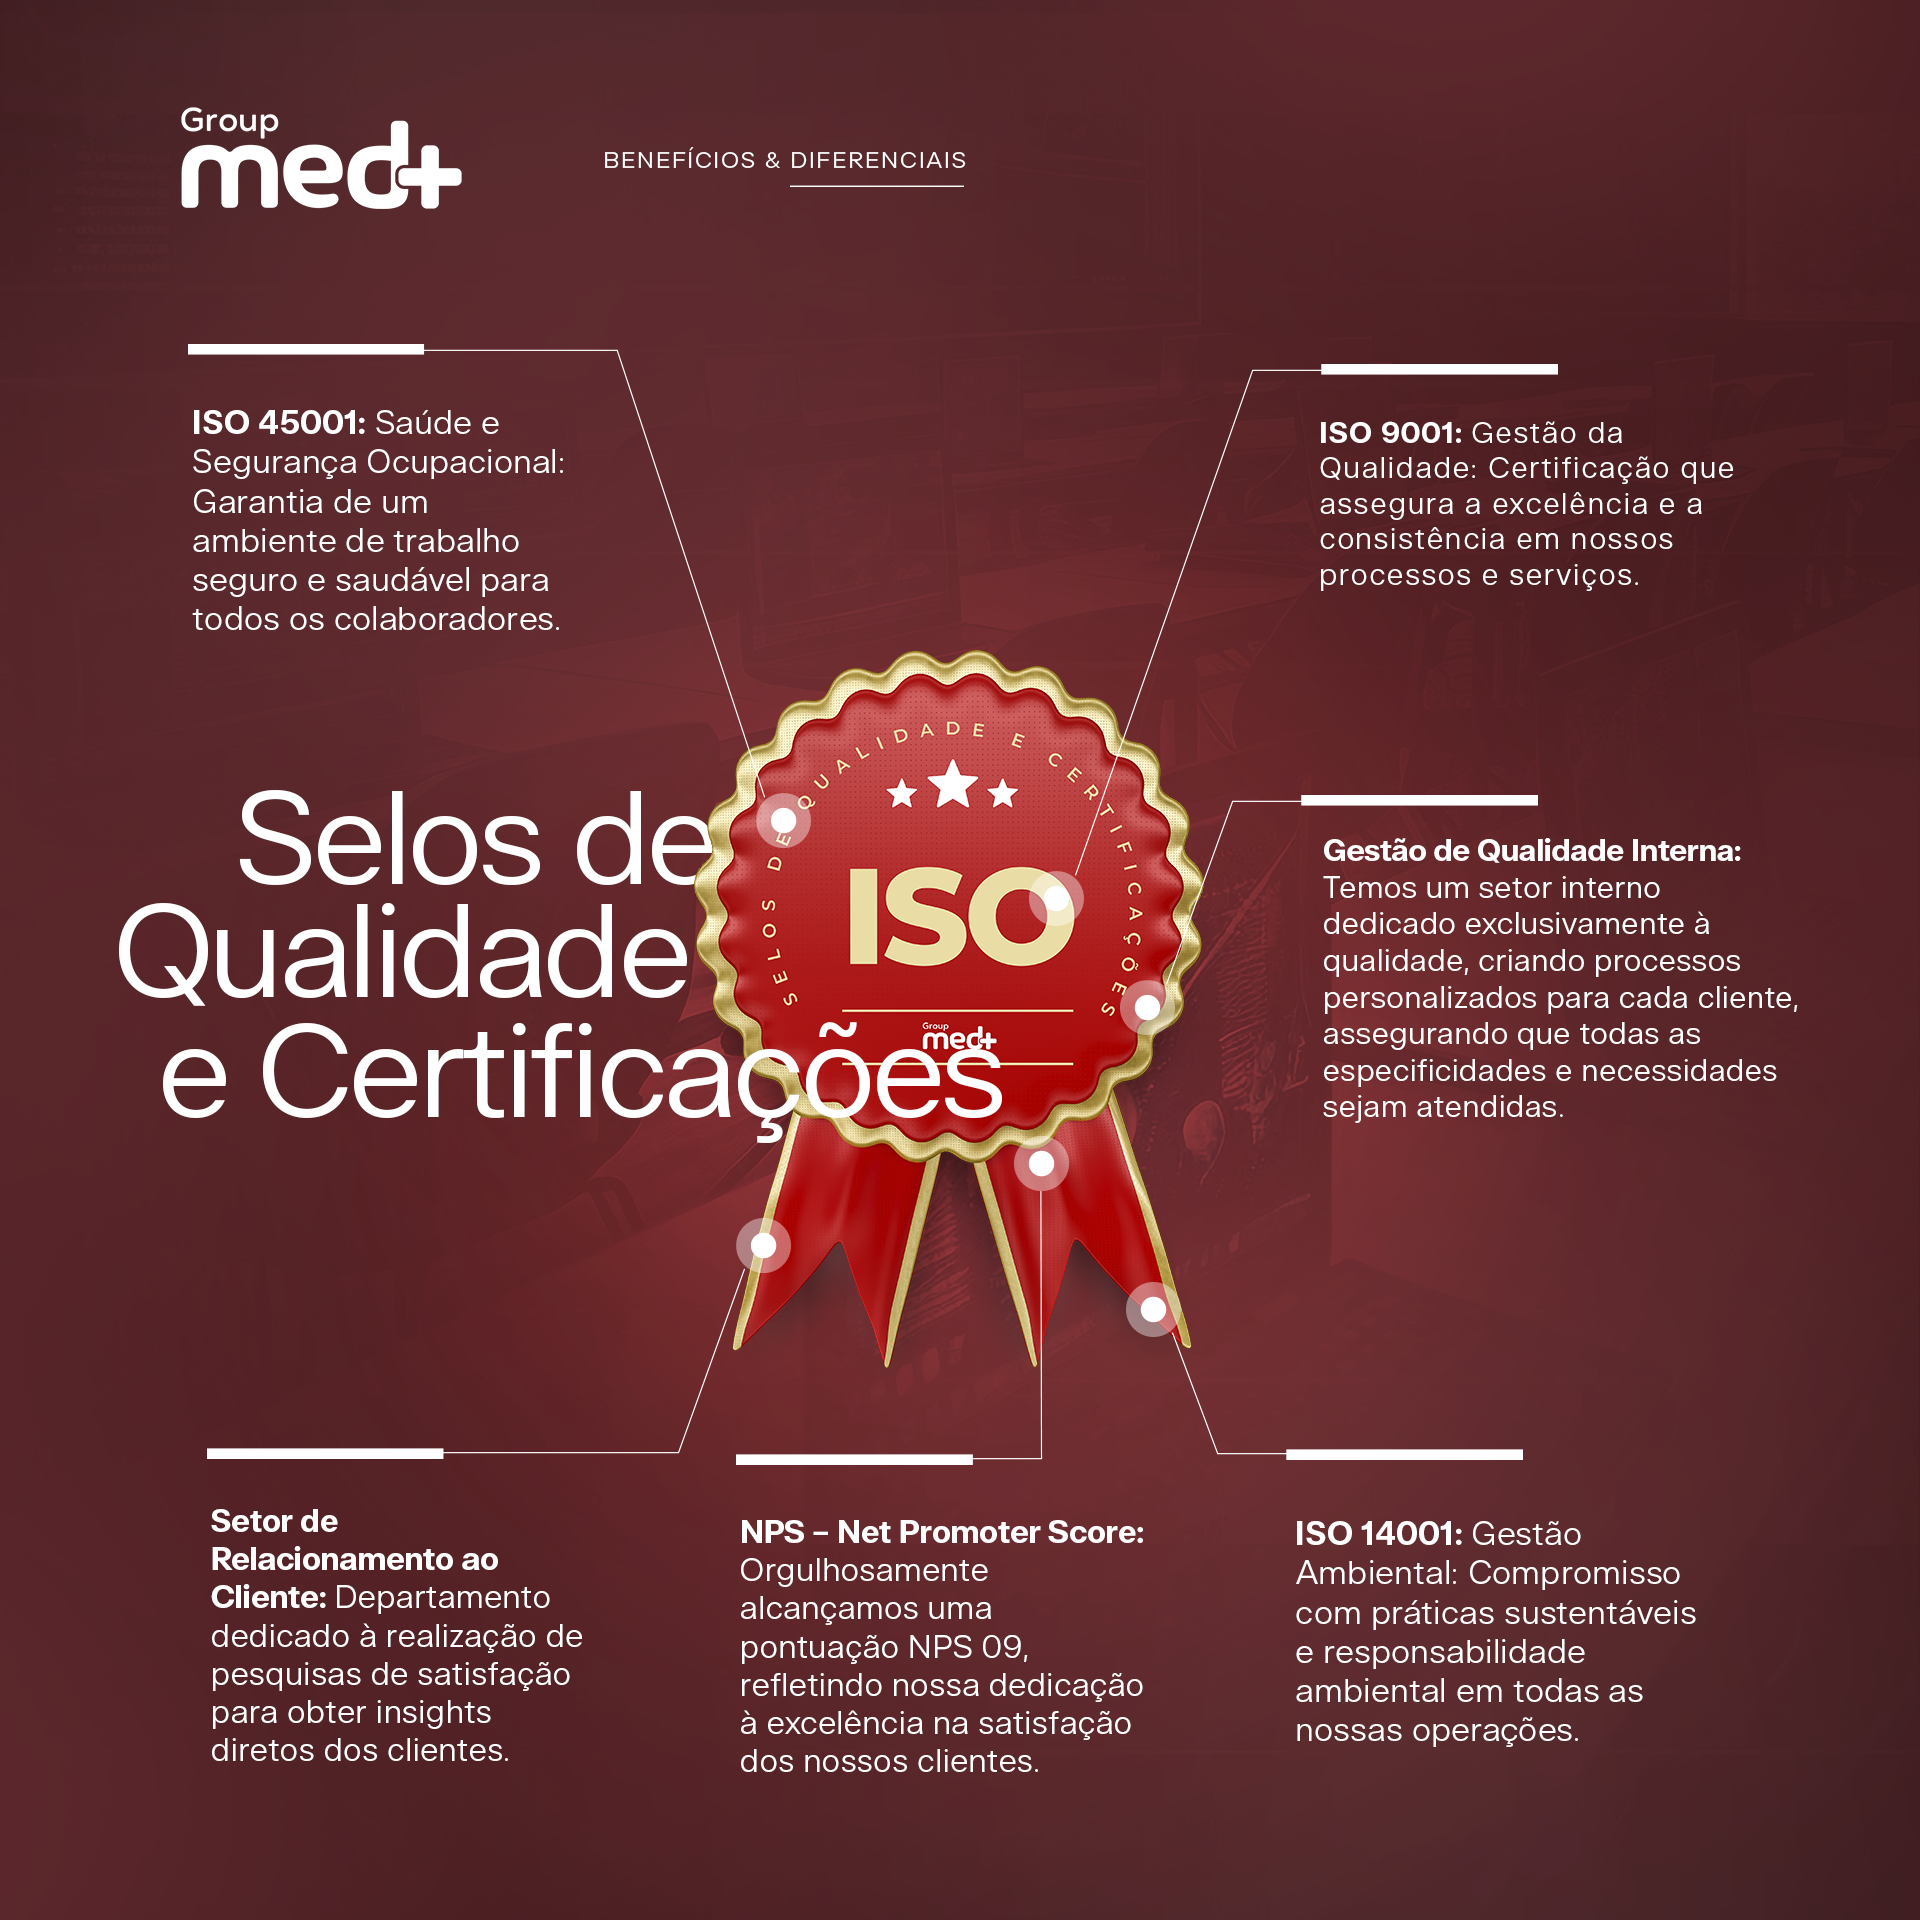 Group
med+
BENEFÍCIOS & DIFERENCIAIS
ISO 45001: Saúde e
Segurança Ocupacional:
Garantia de um
ambiente de trabalho
seguro e saudável para
todos os colaboradores.
ISO 9001: Gestão da
Qualidade: Certificação que
assegura a excelência e a
consistência em nossos
processos e serviços.
Selos de
Qualidade
e Certificações
SELOS DE QUALIDADE E CERTIFICAÇÕES
ISO
Group
med+
Gestão de Qualidade Interna:
Temos um setor interno
dedicado exclusivamente à
qualidade, criando processos
personalizados para cada cliente,
assegurando que todas as
especificidades e necessidades
sejam atendidas.
Setor de
Relacionamento ao
Cliente: Departamento
dedicado à realização de
pesquisas de satisfação
para obter insights
diretos dos clientes.
NPS – Net Promoter Score:
Orgulhosamente
alcançamos uma
pontuação NPS 09,
refletindo nossa dedicação
à excelência na satisfação
dos nossos clientes.
ISO 14001: Gestão
Ambiental: Compromisso
com práticas sustentáveis
e responsabilidade
ambiental em todas as
nossas operações.